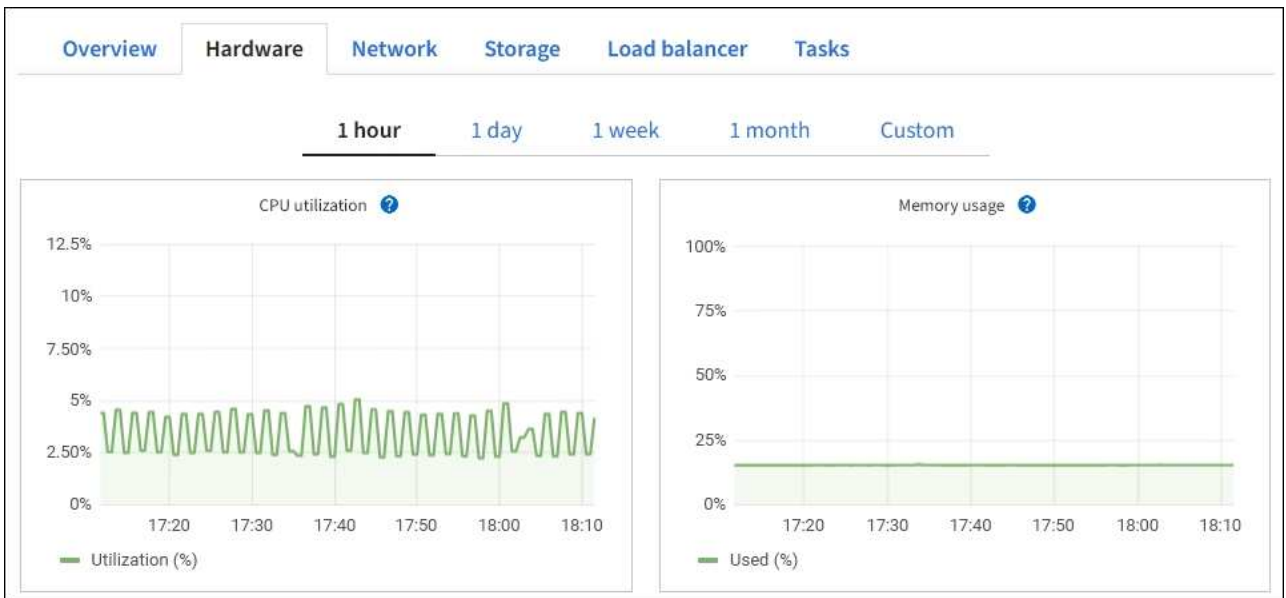 Overview Hardware Network Storage Load balancer Tasks
1 hour 1 day 1 week 1 month Custom
CPU utilization ?
12.5%
10%
7.50%
5%
2.50%
0%
17:20 17:30 17:40 17:50 18:00 18:10
Utilization (%)
Memory usage ?
100%
75%
50%
25%
0%
17:20 17:30 17:40 17:50 18:00 18:10
Used (%)